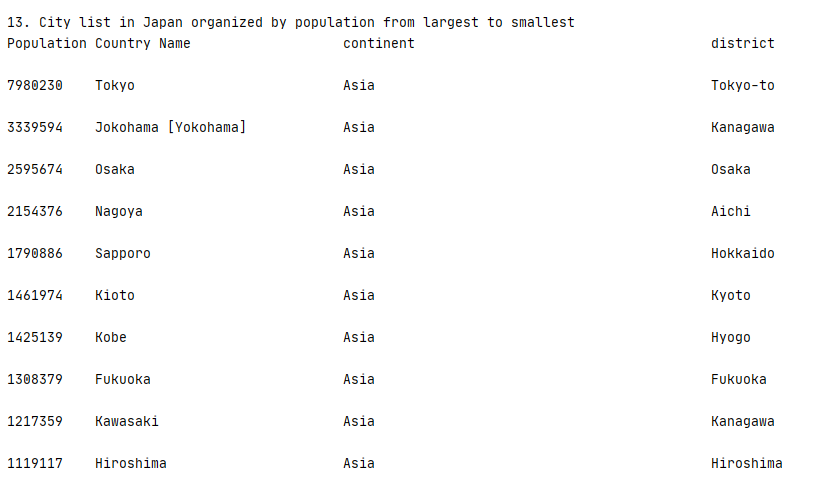 13. City list in Japan organized by population from largest to smallest
Population Country Name continent district
7980230 Tokyo Asia Tokyo-to
3339594 Jokohama [Yokohama] Asia Kanagawa
2595674 Osaka Asia Osaka
2154376 Nagoya Asia Aichi
1790886 Sapporo Asia Hokkaido
1461974 Kioto Asia Kyoto
1425139 Kobe Asia Hyogo
1308379 Fukuoka Asia Fukuoka
1217359 Kawasaki Asia Kanagawa
1119117 Hiroshima Asia Hiroshima